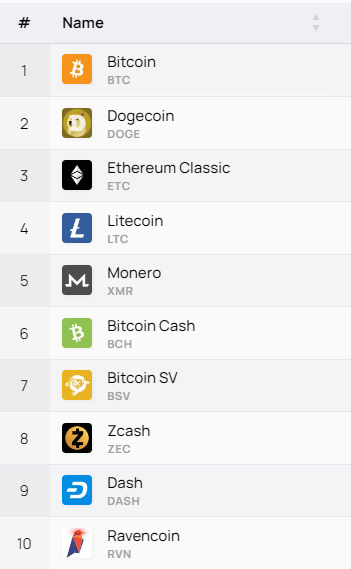 # Name
1 Bitcoin
BTC
2 Dogecoin
DOGE
3 Ethereum Classic
ETC
4 Litecoin
LTC
5 Monero
XMR
6 Bitcoin Cash
BCH
7 Bitcoin SV
BSV
8 Zcash
ZEC
9 Dash
DASH
10 Ravencoin
RVN